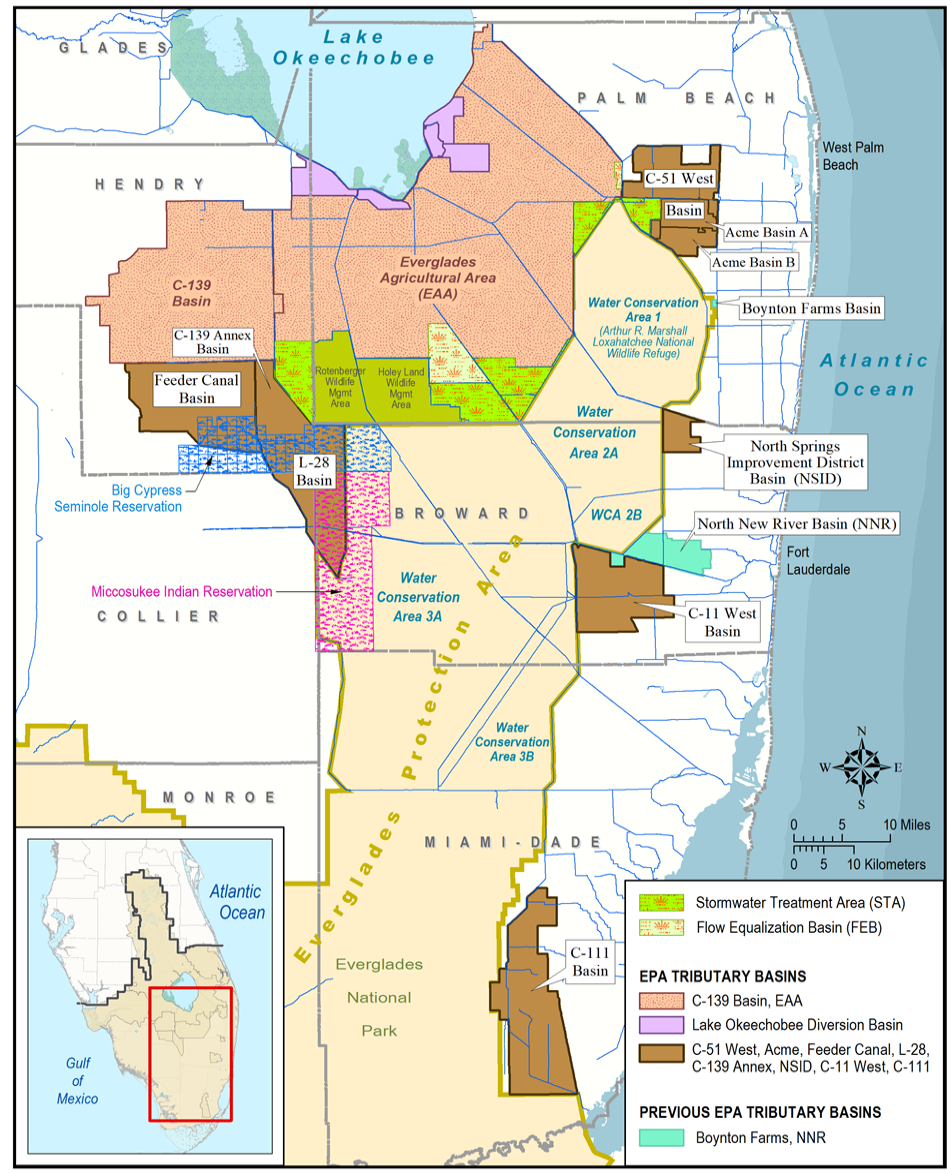 GLADES
Lake
Okeechobee
PALM BEACH
West Palm
Beach
C-51 West
HENDRY
Basin
Acme Basin A
Acme Basin B
Everglades
Agricultural Area
(EAA)
C-139
Basin
Water Conservation
Area 1
(Arthur R. Marshall
Loxahatchee National
Wildlife Refuge)
Boynton Farms Basin
C-139 Annex
Basin
Atlantic
Ocean
Rotenberger
Wildlife
Mgmt
Area
Holey Land
Wildlife
Mgmt
Area
Feeder Canal
Basin
Water
Conservation
Area 2A
North Springs
Improvement District
Basin (NSID)
L-28
Basin
Big Cypress
Seminole Reservation
BROWARD
WCA 2B
North New River Basin (NNR)
Fort
Lauderdale
Miccosukee Indian Reservation
Water
Conservation
Area 3A
COLLIER
C-11 West
Basin
Everglades Protection Area
Water
Conservation
Area 3B
N
W E
S
MONROE
0 5 10 Miles
0 5 10 Kilometers
MIAMI-DADE
Atlantic
Ocean
Gulf
of
Mexico
Everglades
National
Park
C-111
Basin
Stormwater Treatment Area (STA)
Flow Equalization Basin (FEB)
EPA TRIBUTARY BASINS
C-139 Basin, EAA
Lake Okeechobee Diversion Basin
C-51 West, Acme, Feeder Canal, L-28,
C-139 Annex, NSID, C-11 West, C-111
PREVIOUS EPA TRIBUTARY BASINS
Boynton Farms, NNR